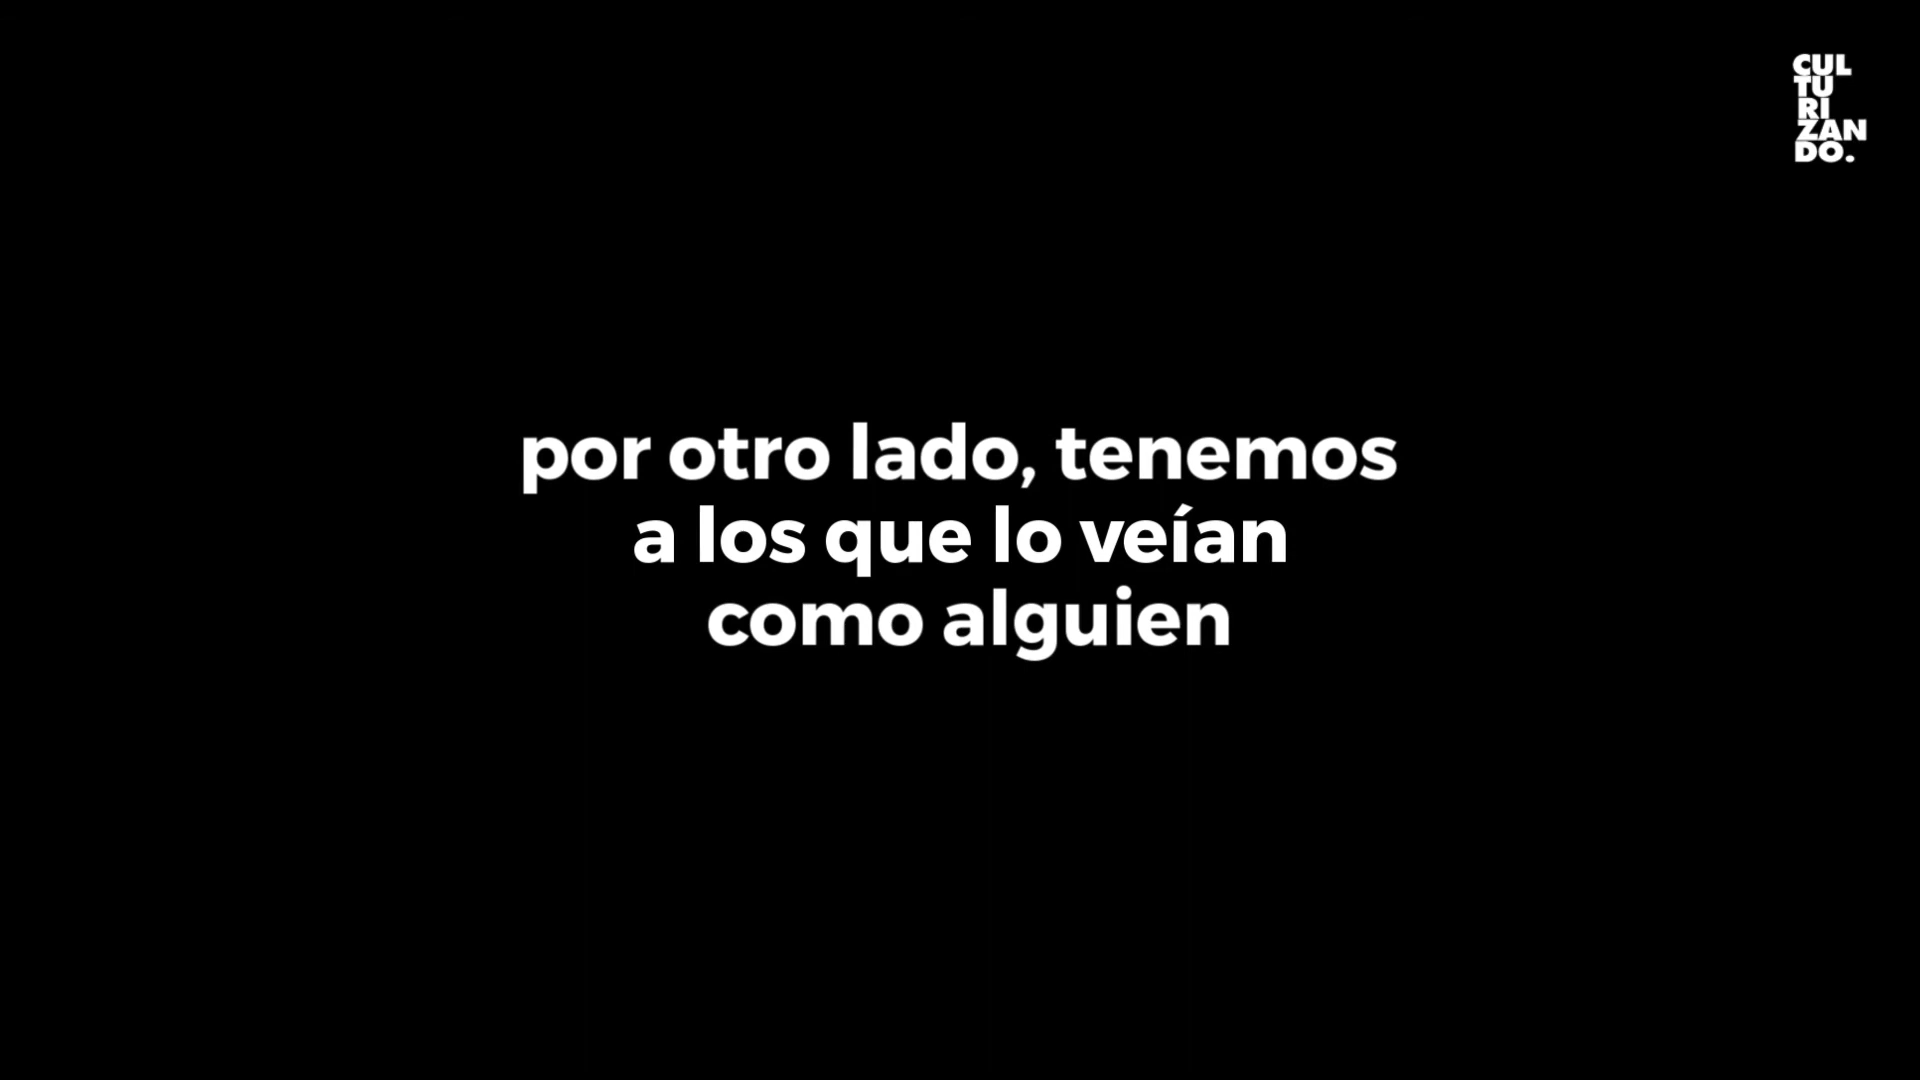 CUL
TU
RI
ZAN
DO.
por otro lado, tenemos
a los que lo veían
como alguien